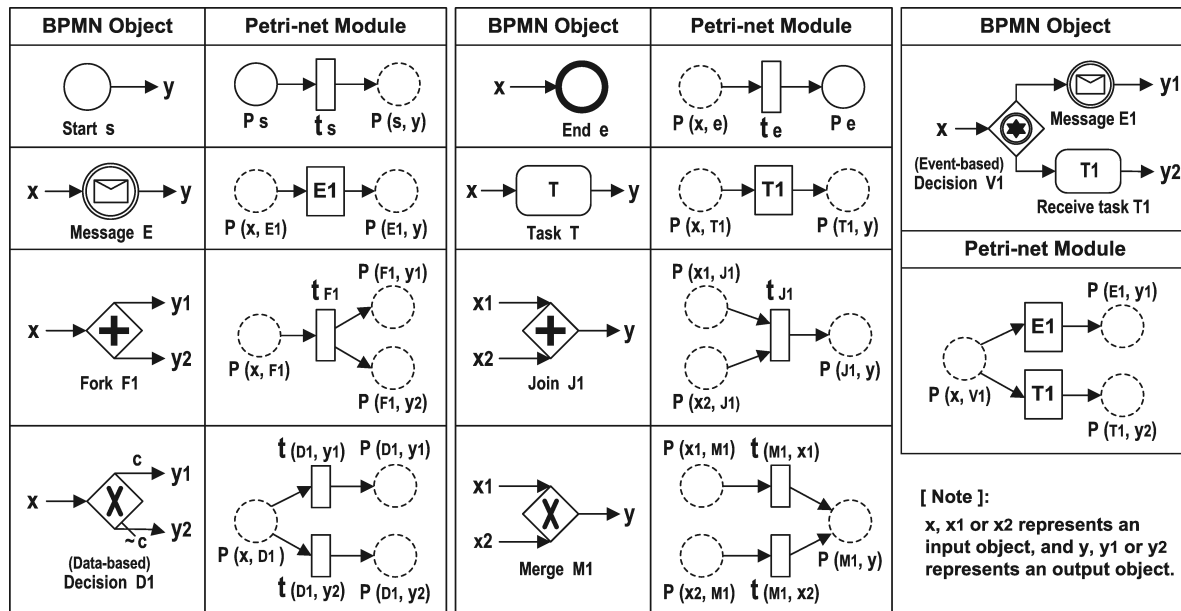 BPMN Object
Petri-net Module
BPMN Object
Petri-net Module
BPMN Object
y
Start s
P s
t s
P (s, y)
x
End e
P (x, e)
t e
P e
x
y1
Message E1
(Event-based)
Decision V1
T1
y2
Receive task T1
x
y
Message E
E1
P (x, E1)
P (E1, y)
x
T
y
Task T
T1
P (x, T1)
P (T1, y)
Petri-net Module
P (E1, y1)
E1
P (x, V1)
T1
P (T1, y2)
x
y1
y2
Fork F1
P (F1, y1)
t F1
P (x, F1)
P (F1, y2)
x1
x2
y
Join J1
P (x1, J1)
t J1
P (x2, J1)
P (J1, y)
x
c
y1
y2
~c
(Data-based)
Decision D1
t (D1, y1)
P (D1, y1)
P (x, D1)
t (D1, y2)
P (D1, y2)
x1
x2
y
Merge M1
P (x1, M1)
t (M1, x1)
P (M1, y)
P (x2, M1)
t (M1, x2)
[ Note ]:
x, x1 or x2 represents an
input object, and y, y1 or y2
represents an output object.